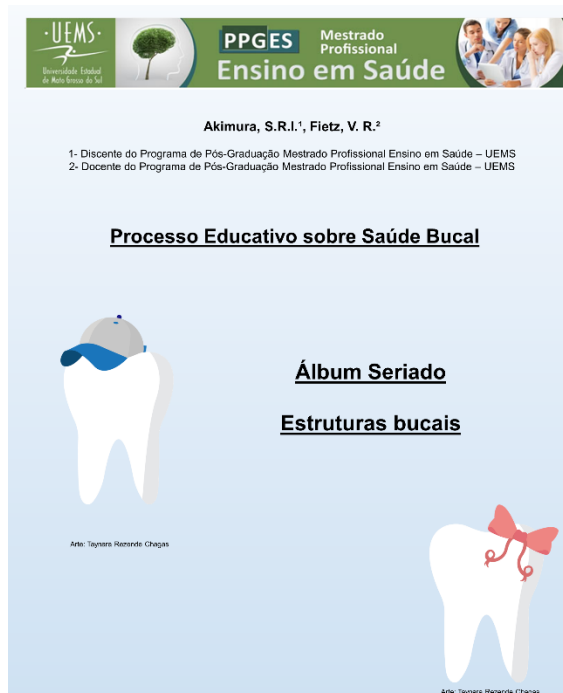 ·UEMS·
Universidade Estadual
de Mato Grosso do Sul
PPGES Mestrado
Profissional
Ensino em Saúde
Akimura, S.R.I.¹, Fietz, V. R.²
1- Discente do Programa de Pós-Graduação Mestrado Profissional Ensino em Saúde – UEMS
2- Docente do Programa de Pós-Graduação Mestrado Profissional Ensino em Saúde – UEMS
Processo Educativo sobre Saúde Bucal
Álbum Seriado
Estruturas bucais
Arte: Taynara Rezende Chagas
Arte: Taynara Rezende Chagas